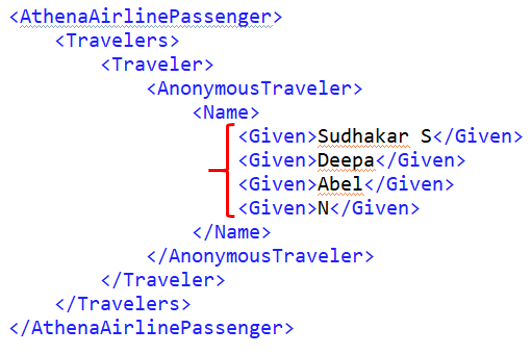 <AthenaAirlinePassenger>
<Travelers>
<Traveler>
<AnonymousTraveler>
<Name>
<Given>Sudhakar S</Given>
<Given>Deepa</Given>
<Given>Abel</Given>
<Given>N</Given>
</Name>
</AnonymousTraveler>
</Traveler>
</Travelers>
</AthenaAirlinePassenger>